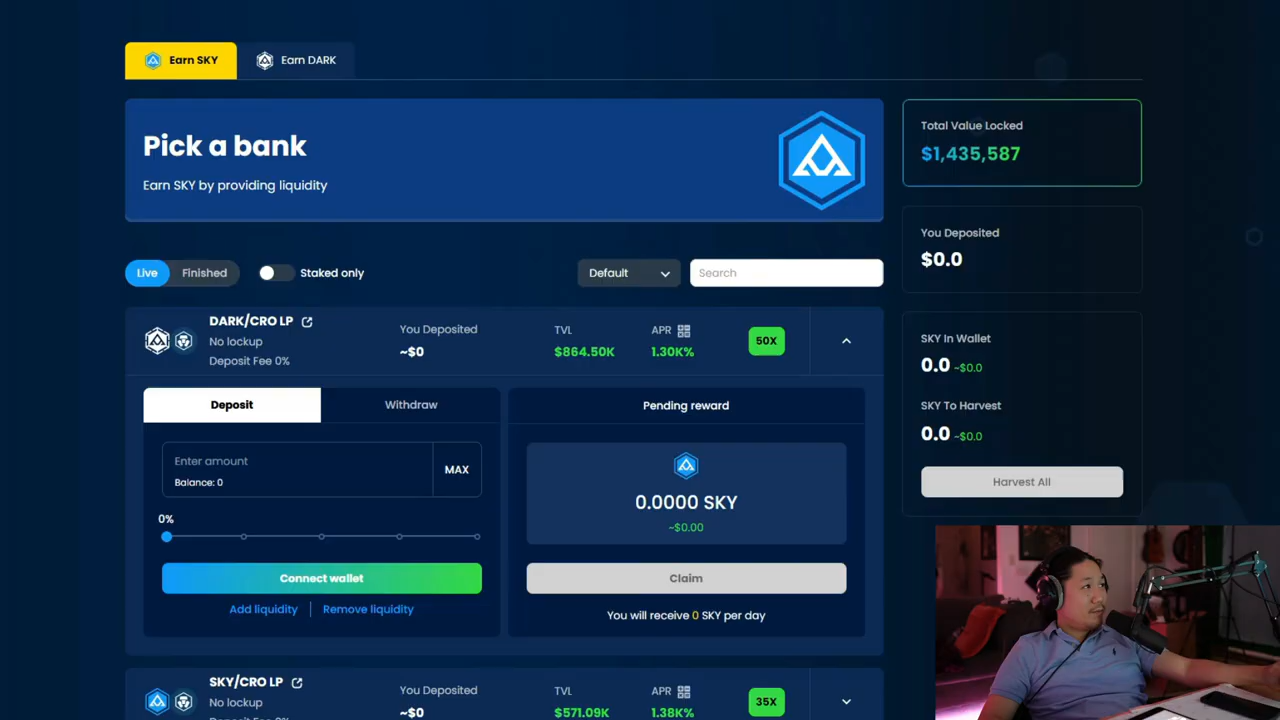 Earn SKY
Earn DARK
Pick a bank
Earn SKY by providing liquidity
Total Value Locked
$1,435,587
You Deposited
$0.0
Live
Finished
Staked only
Default
Search
DARK/CRO LP
No lockup
Deposit Fee 0%
You Deposited
~$0
TVL
$864.50K
APR
1.30K%
50X
SKY In Wallet
0.0 ~$0.0
SKY To Harvest
0.0 ~$0.0
Harvest All
Deposit
Withdraw
Enter amount
Balance: 0
MAX
0%
Connect wallet
Add liquidity
Remove liquidity
Pending reward
0.0000 SKY
~$0.00
Claim
You will receive 0 SKY per day
SKY/CRO LP
No lockup
Deposit Fee 0%
You Deposited
~$0
TVL
$571.09K
APR
1.38K%
35X